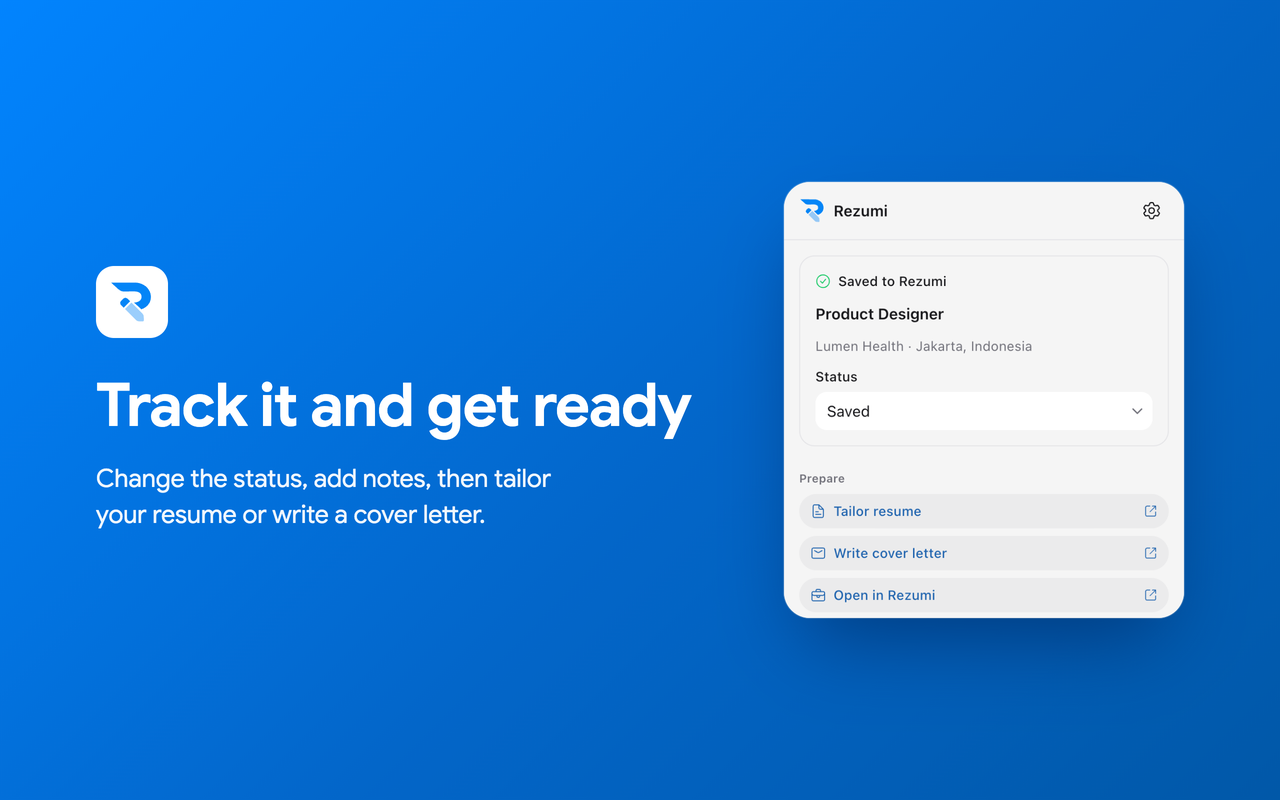 Track it and get ready
Change the status, add notes, then tailor
your resume or write a cover letter.
Rezumi
Saved to Rezumi
Product Designer
Lumen Health · Jakarta, Indonesia
Status
Saved
Prepare
Tailor resume
Write cover letter
Open in Rezumi